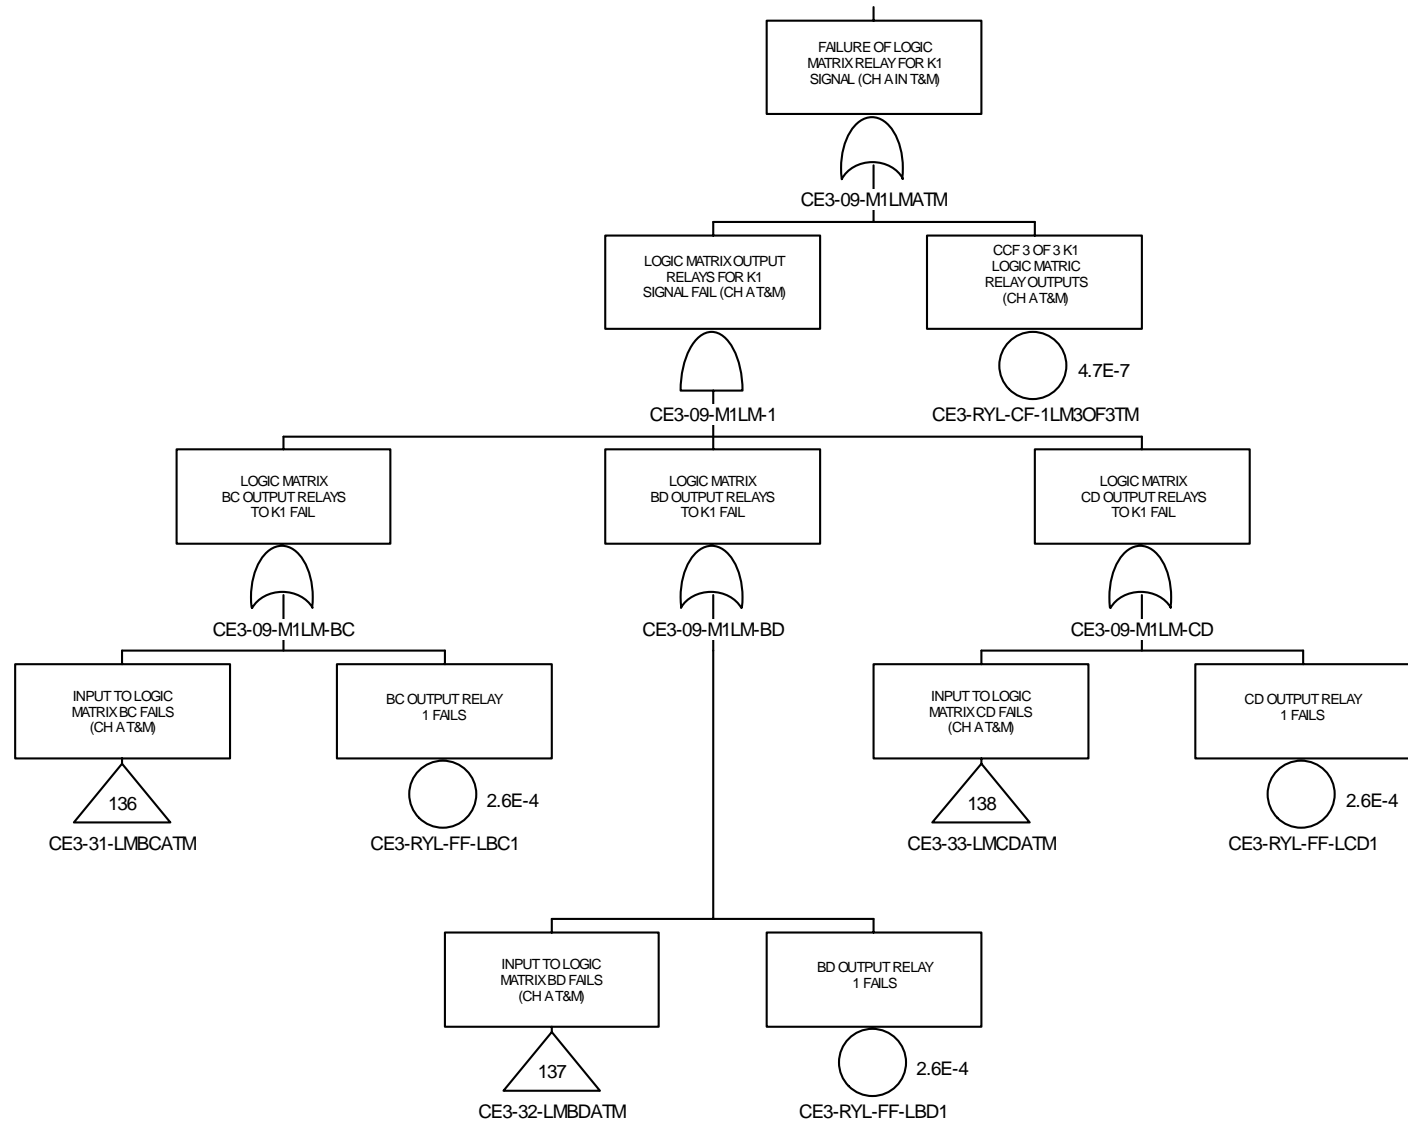 FAILURE OF LOGIC
MATRIX RELAY FOR K1
SIGNAL (CH A IN T&M)
CE3-09-M1LMATM
LOGIC MATRIX OUTPUT
RELAYS FOR K1
SIGNAL FAIL (CH A T&M)
CE3-09-M1LM-1
CCF 3 OF 3 K1
LOGIC MATRIC
RELAY OUTPUTS
(CH A T&M)
4.7E-7
CE3-RYL-CF-1LM3OF3TM
LOGIC MATRIX
BC OUTPUT RELAYS
TO K1 FAIL
CE3-09-M1LM-BC
LOGIC MATRIX
BD OUTPUT RELAYS
TO K1 FAIL
CE3-09-M1LM-BD
LOGIC MATRIX
CD OUTPUT RELAYS
TO K1 FAIL
CE3-09-M1LM-CD
INPUT TO LOGIC
MATRIX BC FAILS
(CH A T&M)
136
CE3-31-LMBCATM
BC OUTPUT RELAY
1 FAILS
2.6E-4
CE3-RYL-FF-LBC1
INPUT TO LOGIC
MATRIX CD FAILS
(CH A T&M)
138
CE3-33-LMCDATM
CD OUTPUT RELAY
1 FAILS
2.6E-4
CE3-RYL-FF-LCD1
INPUT TO LOGIC
MATRIX BD FAILS
(CH A T&M)
137
CE3-32-LMBDATM
BD OUTPUT RELAY
1 FAILS
2.6E-4
CE3-RYL-FF-LBD1